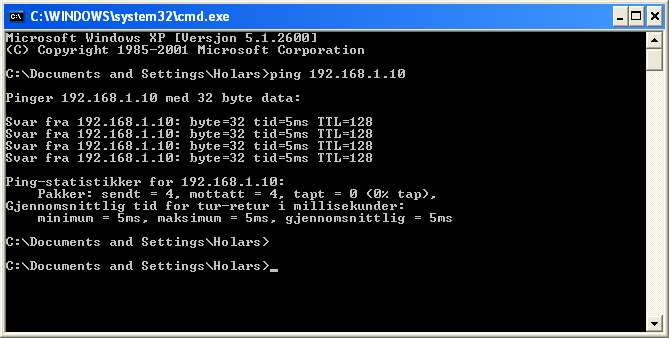 C:\WINDOWS\system32\cmd.exe
Microsoft Windows XP [Versjon 5.1.2600]
(C) Copyright 1985-2001 Microsoft Corporation
C:\Documents and Settings\Holars>ping 192.168.1.10
Pinger 192.168.1.10 med 32 byte data:
Svar fra 192.168.1.10: byte=32 tid=5ms TTL=128
Svar fra 192.168.1.10: byte=32 tid=5ms TTL=128
Svar fra 192.168.1.10: byte=32 tid=5ms TTL=128
Svar fra 192.168.1.10: byte=32 tid=5ms TTL=128
Ping-statistikker for 192.168.1.10:
    Pakker: sendt = 4, mottatt = 4, tapt = 0 (0% tap),
Gjennomsnittlig tid for tur-retur i millisekunder:
    minimum = 5ms, maksimum = 5ms, gjennomsnittlig = 5ms
C:\Documents and Settings\Holars>
C:\Documents and Settings\Holars>_